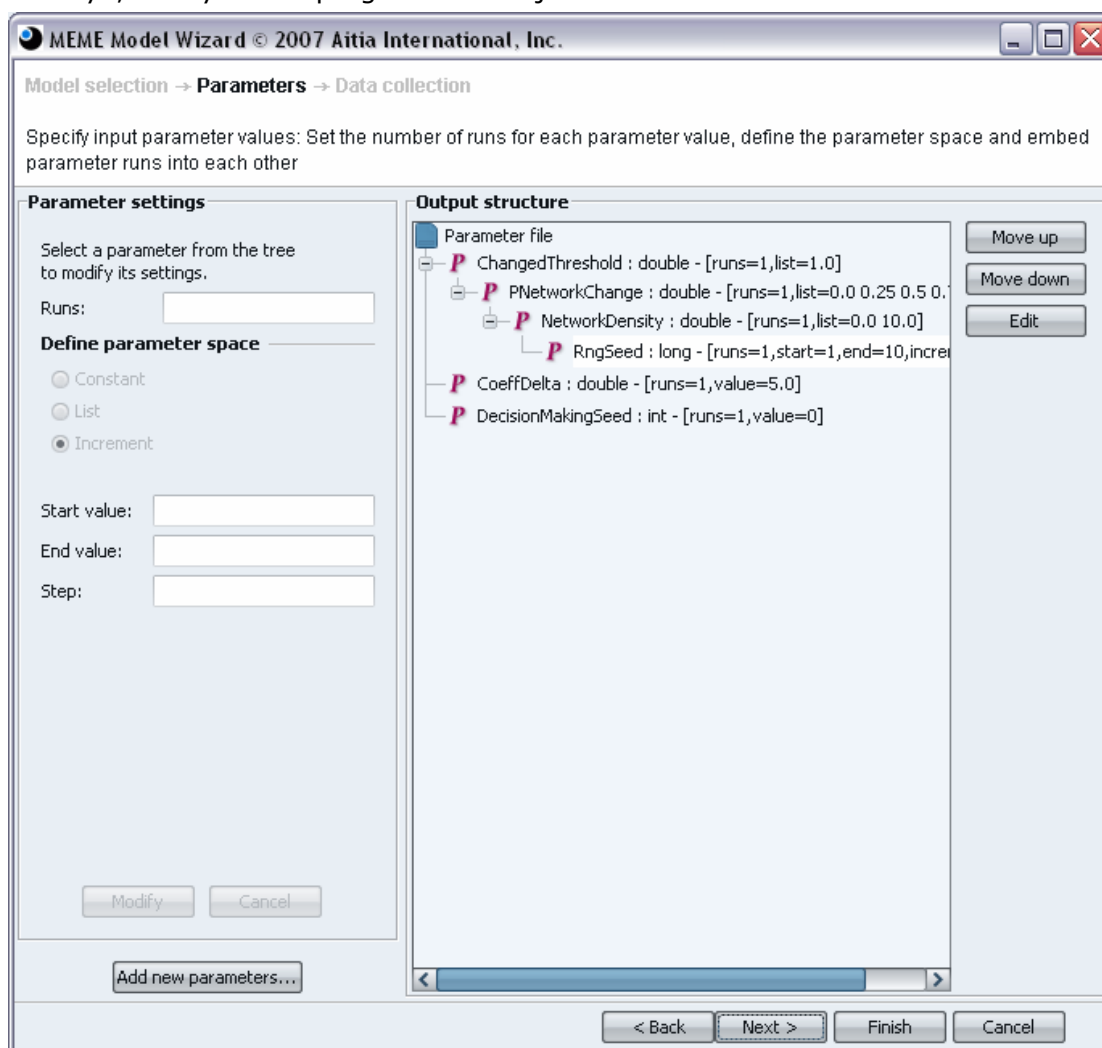 MEME Model Wizard © 2007 Aitia International, Inc.
Model selection → Parameters → Data collection
Specify input parameter values: Set the number of runs for each parameter value, define the parameter space and embed
parameter runs into each other
Parameter settings
Select a parameter from the tree
to modify its settings.
Runs:
Define parameter space
Constant
List
Increment
Start value:
End value:
Step:
Modify
Cancel
Add new parameters...
Output structure
Parameter file
P ChangedThreshold : double - [runs=1,list=1.0]
P PNetworkChange : double - [runs=1,list=0.0 0.25 0.5 0.
P NetworkDensity : double - [runs=1,list=0.0 10.0]
P RngSeed : long - [runs=1,start=1,end=10,increm
P CoeffDelta : double - [runs=1,value=5.0]
P DecisionMakingSeed : int - [runs=1,value=0]
Move up
Move down
Edit
< Back
Next >
Finish
Cancel